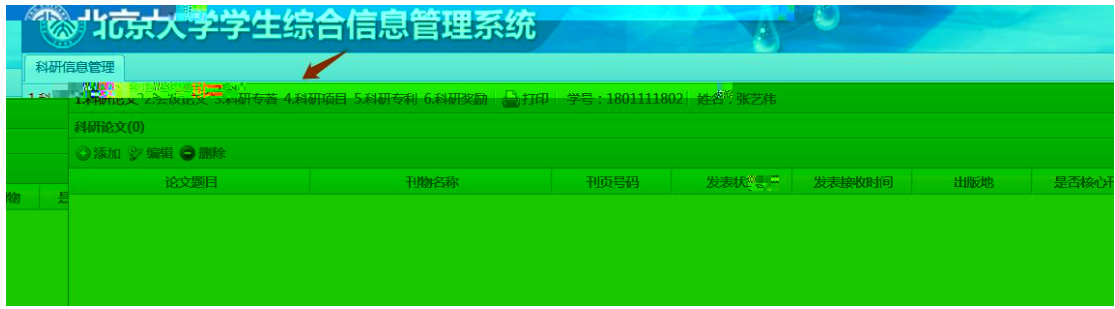 北京大学学生综合信息管理系统
科研信息管理
1.科研论文 2.会议论文 3.科研专著 4.科研项目 5.科研专利 6.科研奖励 打印 学号：1801111802 姓名：张艺伟
科研论文(0)
添加 编辑 删除
论文题目 刊物名称 刊页号码 发表状 发表接收时间 出版地 是否核心刊